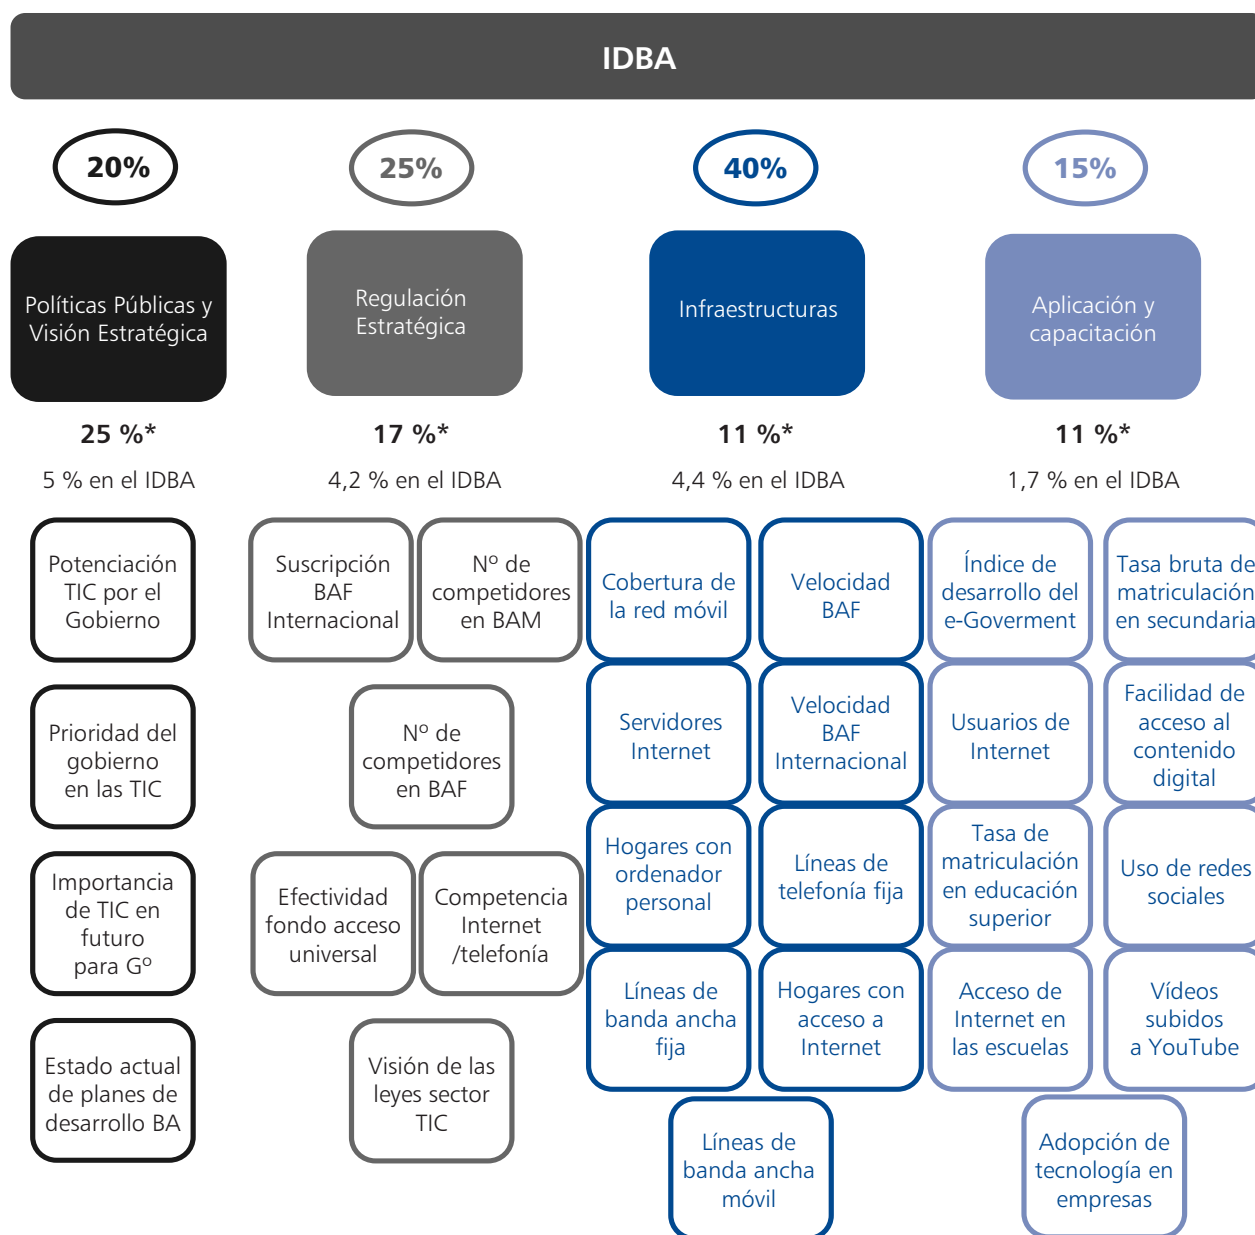 IDBA
20%
25%
40%
15%
Políticas Públicas y
Visión Estratégica
Regulación
Estratégica
Infraestructuras
Aplicación y
capacitación
25 %*
17 %*
11 %*
11 %*
5 % en el IDBA
4,2 % en el IDBA
4,4 % en el IDBA
1,7 % en el IDBA
Potenciación
TIC por el
Gobierno
Prioridad del
gobierno
en las TIC
Importancia
de TIC en
futuro
para Gº
Estado actual
de planes de
desarrollo BA
Suscripción
BAF
Internacional
Nº de
competidores
en BAM
Nº de
competidores
en BAF
Efectividad
fondo acceso
universal
Competencia
Internet
/telefonía
Visión de las
leyes sector
TIC
Cobertura de
la red móvil
Velocidad
BAF
Servidores
Internet
Velocidad
BAF
Internacional
Hogares con
ordenador
personal
Líneas de
telefonía fija
Líneas de
banda ancha
fija
Hogares con
acceso a
Internet
Líneas de
banda ancha
móvil
Índice de
desarrollo del
e-Goverment
Tasa bruta de
matriculación
en secundaria
Usuarios de
Internet
Facilidad de
acceso al
contenido
digital
Tasa de
matriculación
en educación
superior
Uso de redes
sociales
Acceso de
Internet en
las escuelas
Vídeos
subidos
a YouTube
Adopción de
tecnología en
empresas